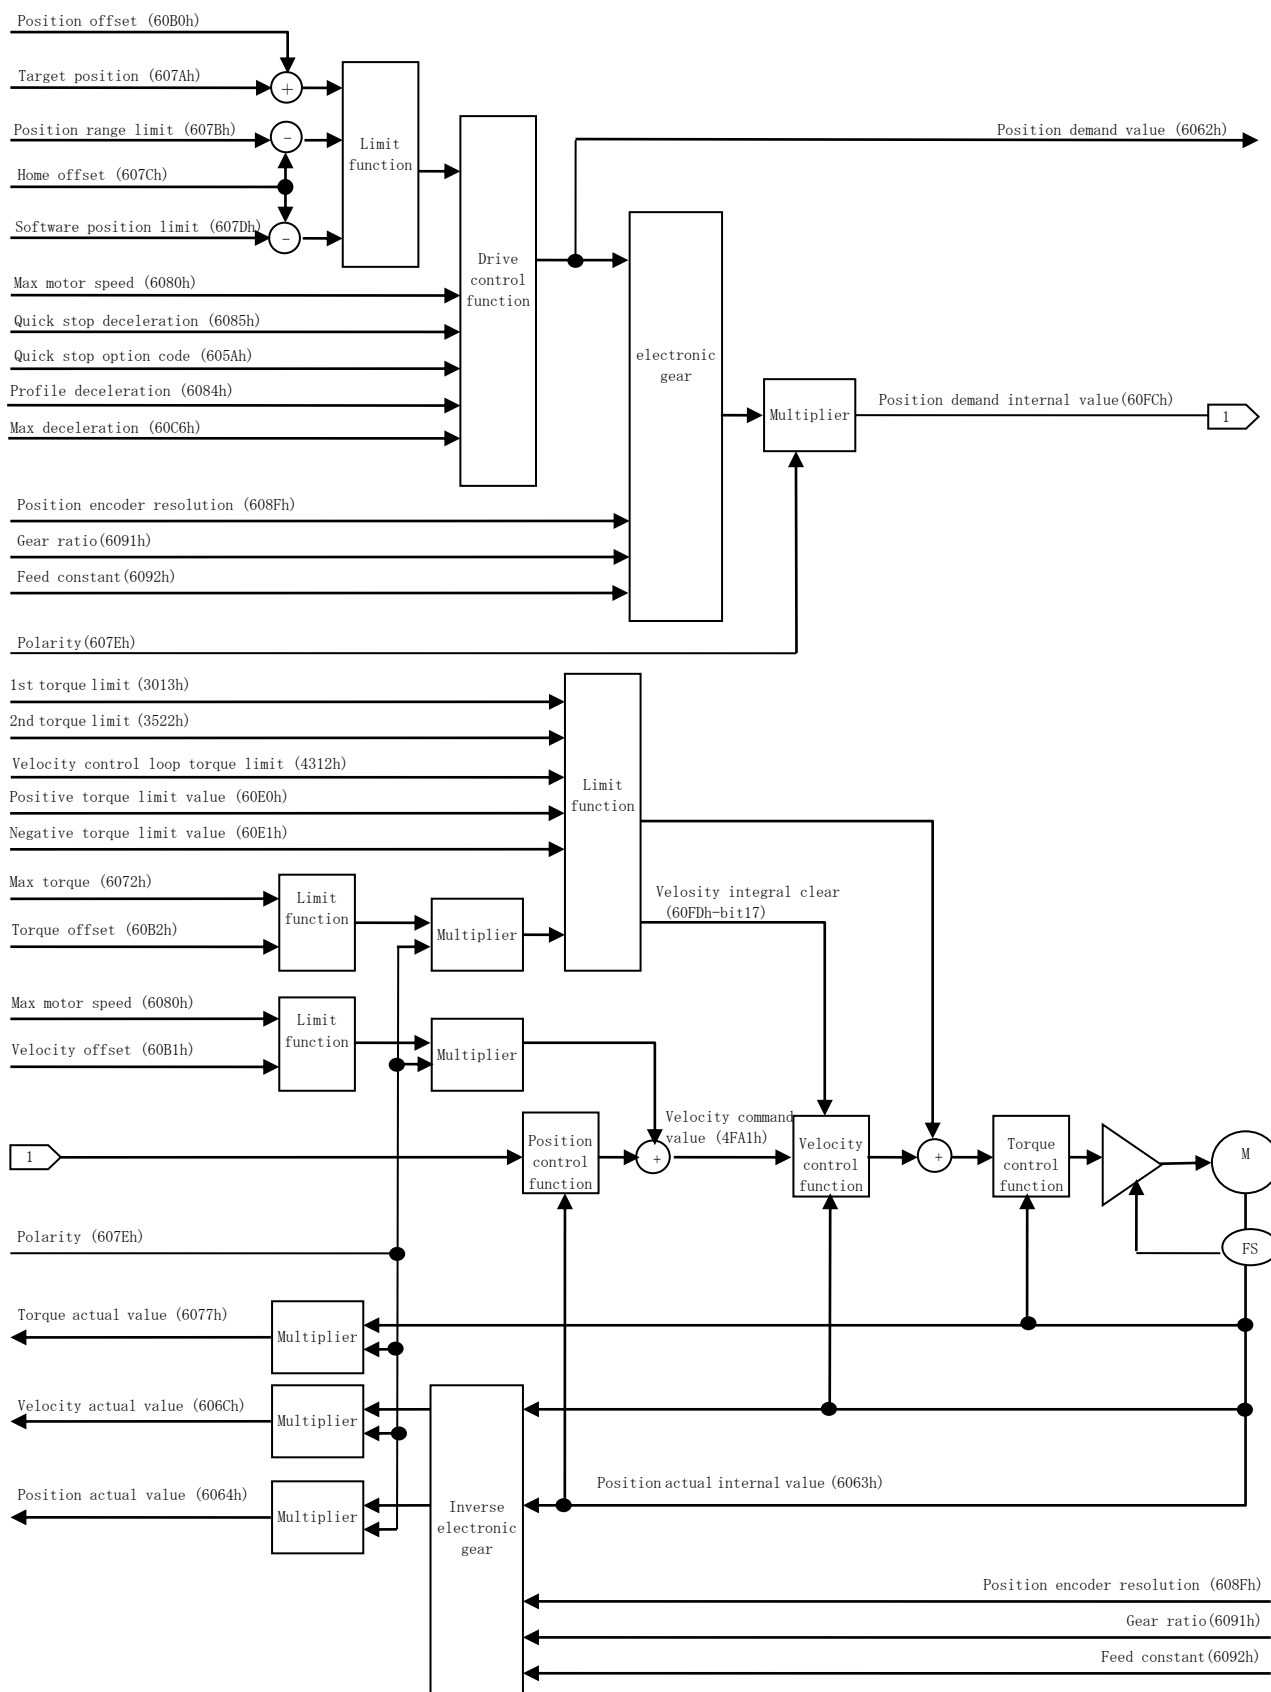 Position offset (60B0h)
Target position (607Ah)
+
Position range limit (607Bh)
-
Home offset (607Ch)
Software position limit (607Dh)
-
Limit
function
Max motor speed (6080h)
Quick stop deceleration (6085h)
Quick stop option code (605Ah)
Profile deceleration (6084h)
Max deceleration (60C6h)
Drive
control
function
Position demand value (6062h)
electronic
gear
Multiplier
Position demand internal value(60FCh)
1
Position encoder resolution (608Fh)
Gear ratio(6091h)
Feed constant(6092h)
Polarity(607Eh)
1st torque limit (3013h)
2nd torque limit (3522h)
Velocity control loop torque limit (4312h)
Positive torque limit value (60E0h)
Negative torque limit value (60E1h)
Limit
function
Max torque (6072h)
Torque offset (60B2h)
Limit
function
Multiplier
Velosity integral clear
(60FDh-bit17)
Max motor speed (6080h)
Velocity offset (60B1h)
Limit
function
Multiplier
1
Position
control
function
+
Velocity command
value (4FA1h)
Velocity
control
function
+
Torque
control
function
M
FS
Polarity (607Eh)
Torque actual value (6077h)
Multiplier
Velocity actual value (606Ch)
Multiplier
Position actual value (6064h)
Multiplier
Inverse
electronic
gear
Position actual internal value (6063h)
Position encoder resolution (608Fh)
Gear ratio(6091h)
Feed constant(6092h)